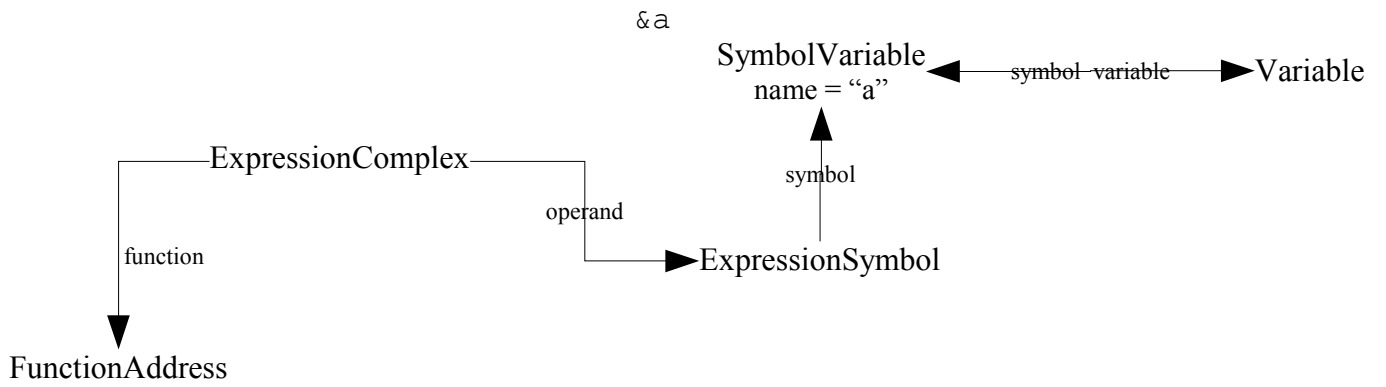 &a
SymbolVariable
name = “a”
symbol variable
Variable
ExpressionComplex
symbol
operand
function
ExpressionSymbol
FunctionAddress